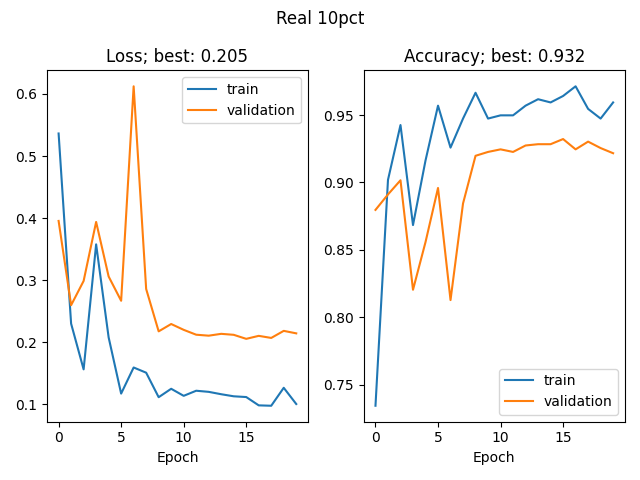 Real 10pct
Loss; best: 0.205
train
validation
0.6
0.5
0.4
0.3
0.2
0.1
0
5
10
15
Epoch
Accuracy; best: 0.932
0.95
0.90
0.85
0.80
0.75
train
validation
0
5
10
15
Epoch